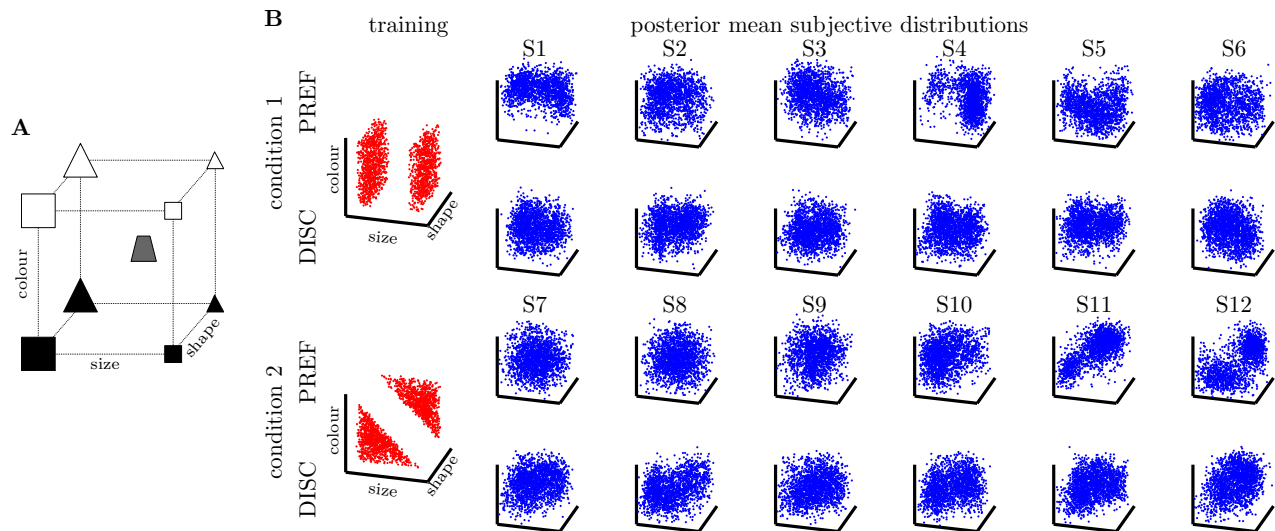 A
colour
size
shape
B
training
posterior mean subjective distributions
S1 S2 S3 S4 S5 S6
condition 1
PREF
DISC
colour
size
shape
S7 S8 S9 S10 S11 S12
condition 2
PREF
DISC
colour
size
shape